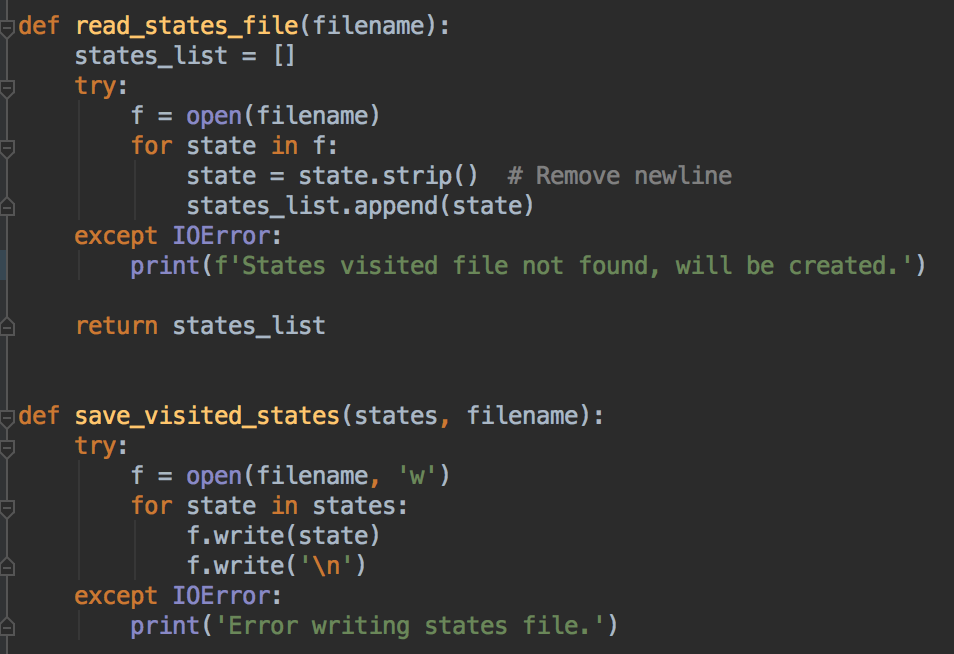 def read_states_file(filename):
    states_list = []
    try:
        f = open(filename)
        for state in f:
            state = state.strip()  # Remove newline
            states_list.append(state)
    except IOError:
        print(f'States visited file not found, will be created.')

    return states_list


def save_visited_states(states, filename):
    try:
        f = open(filename, 'w')
        for state in states:
            f.write(state)
            f.write('\n')
    except IOError:
        print('Error writing states file.')